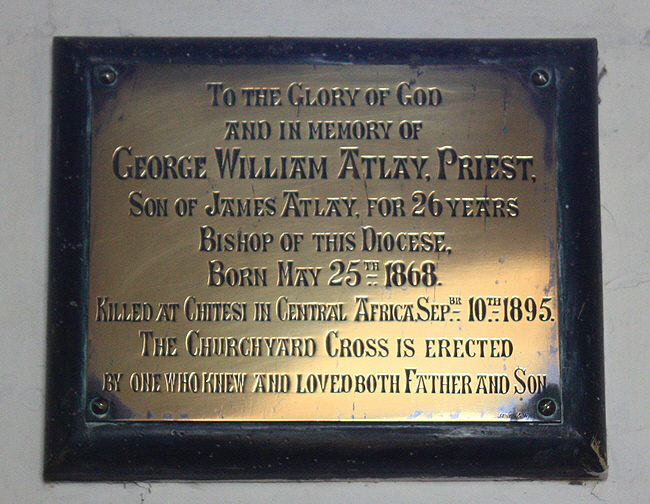 To the Glory of God
and in memory of
George William Atlay, Priest,
Son of James Atlay, for 26 years
Bishop of this Diocese,
Born May 25th 1868.
Killed at Chitesi in Central Africa, Sepbr 10th 1895.
The Churchyard Cross is erected
by one who knew and loved both Father and Son